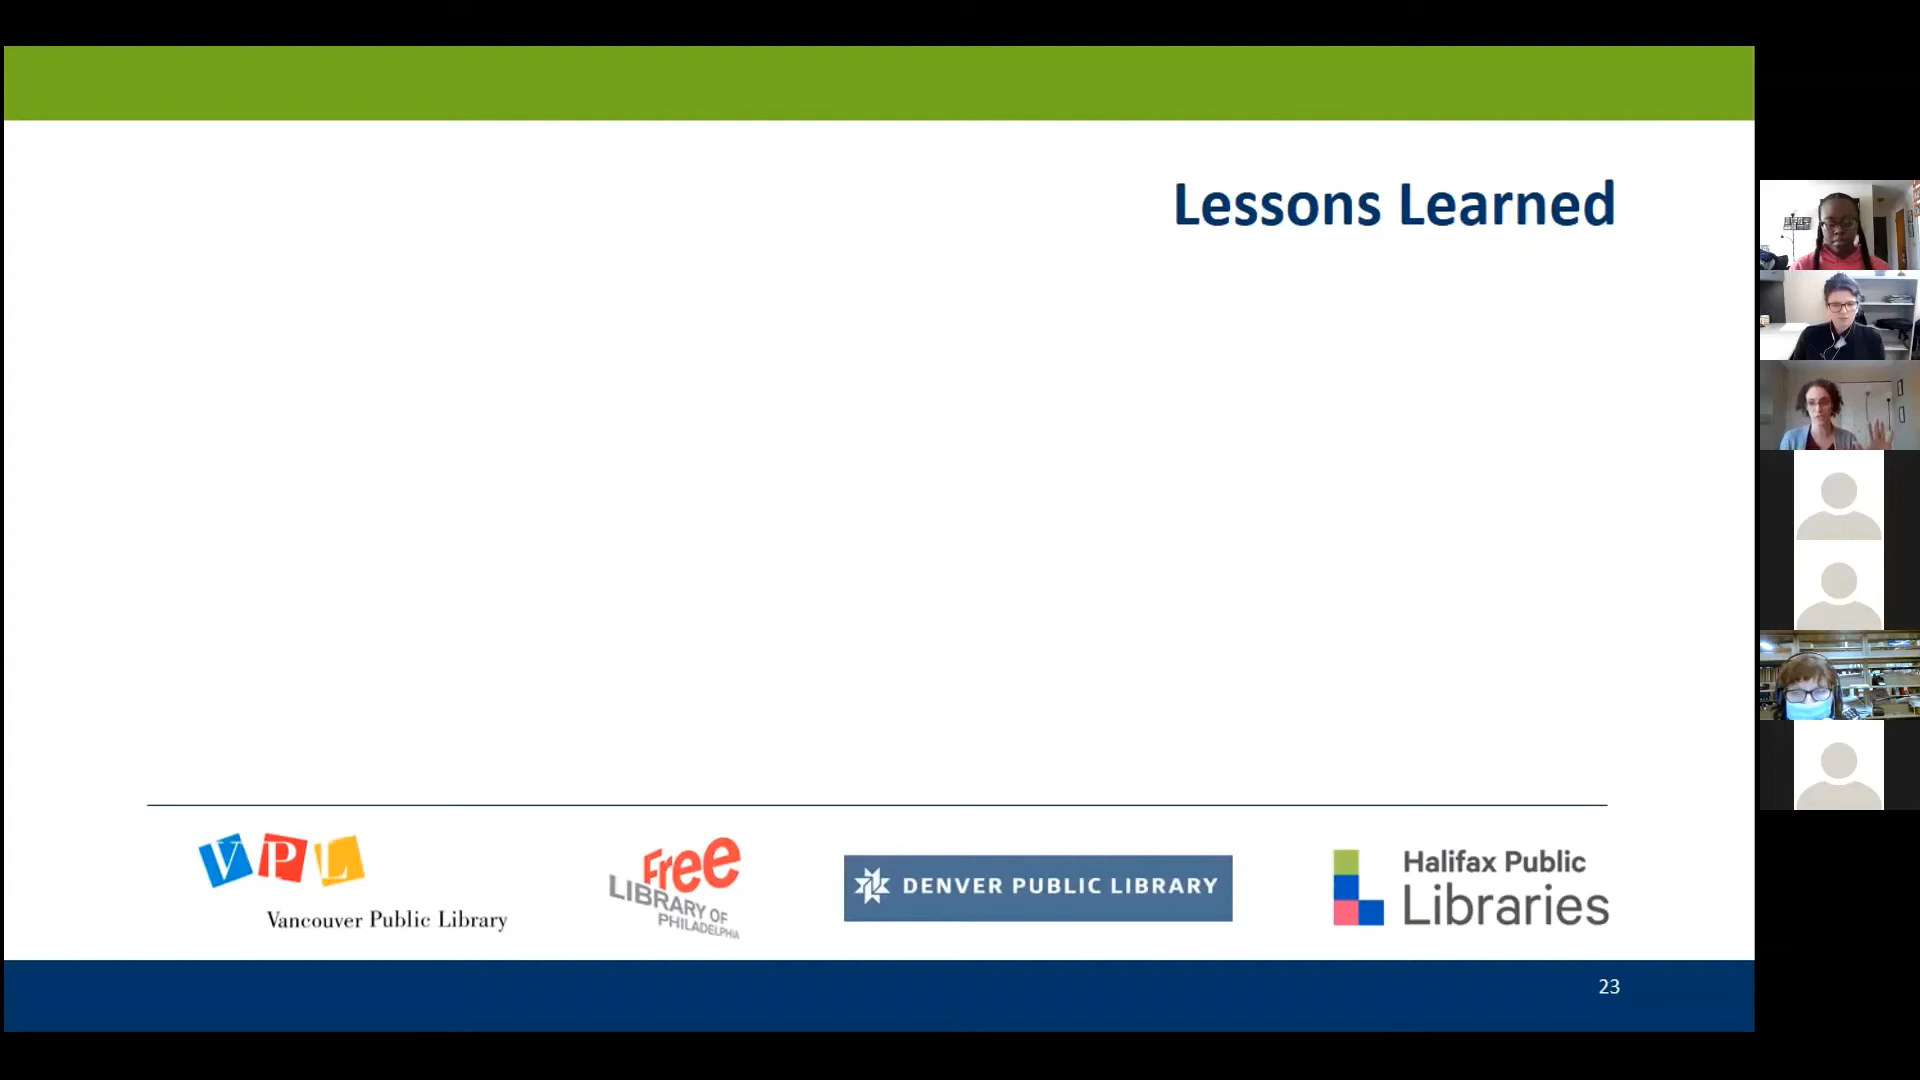 Lessons Learned
VPL
Vancouver Public Library
Free
LIBRARY OF
PHILADELPHIA
DENVER PUBLIC LIBRARY
Halifax Public
Libraries
23